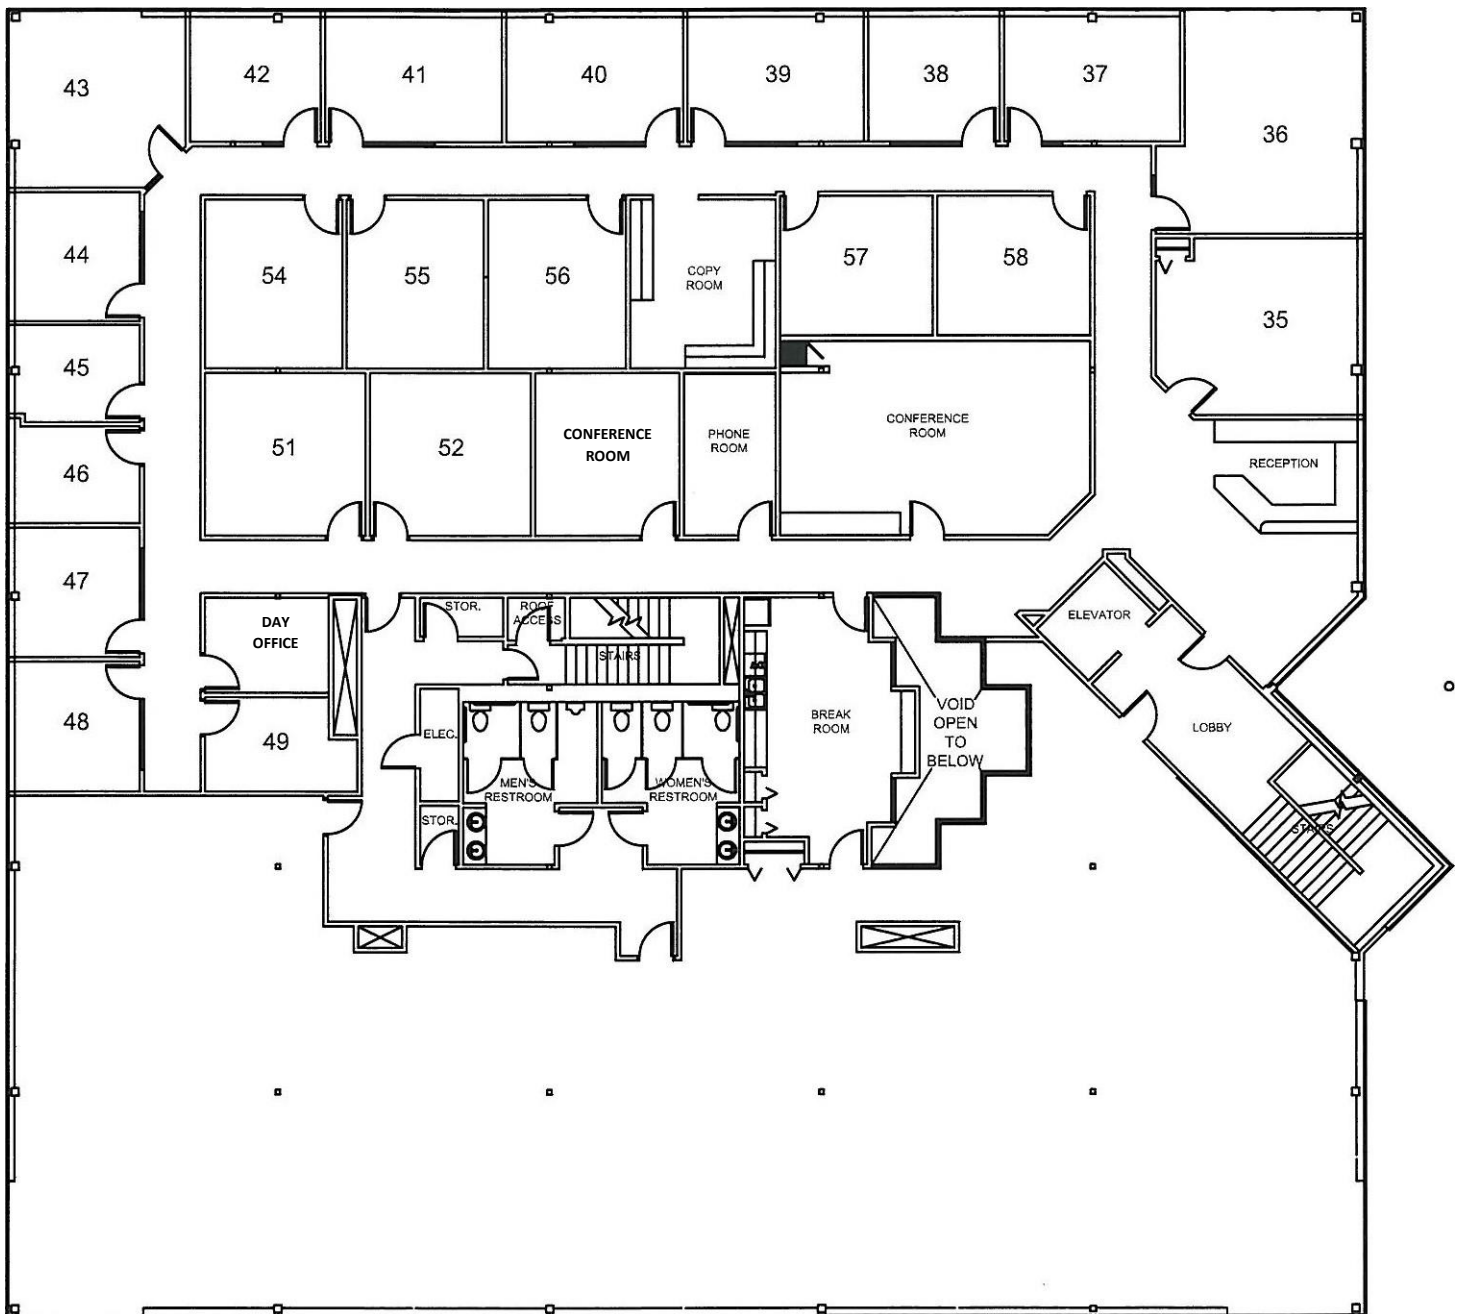 43
42
41
40
39
38
37
36
44
54
55
56
COPY
ROOM
57
58
35
45
46
51
52
CONFERENCE
ROOM
PHONE
ROOM
CONFERENCE
ROOM
RECEPTION
47
DAY
OFFICE
STOR.
ROOF
ACCESS
STAIRS
ELEVATOR
48
49
ELEC.
MEN'S
RESTROOM
WOMEN'S
RESTROOM
BREAK
ROOM
VOID
OPEN
TO
BELOW
LOBBY
STOR.
STAIRS